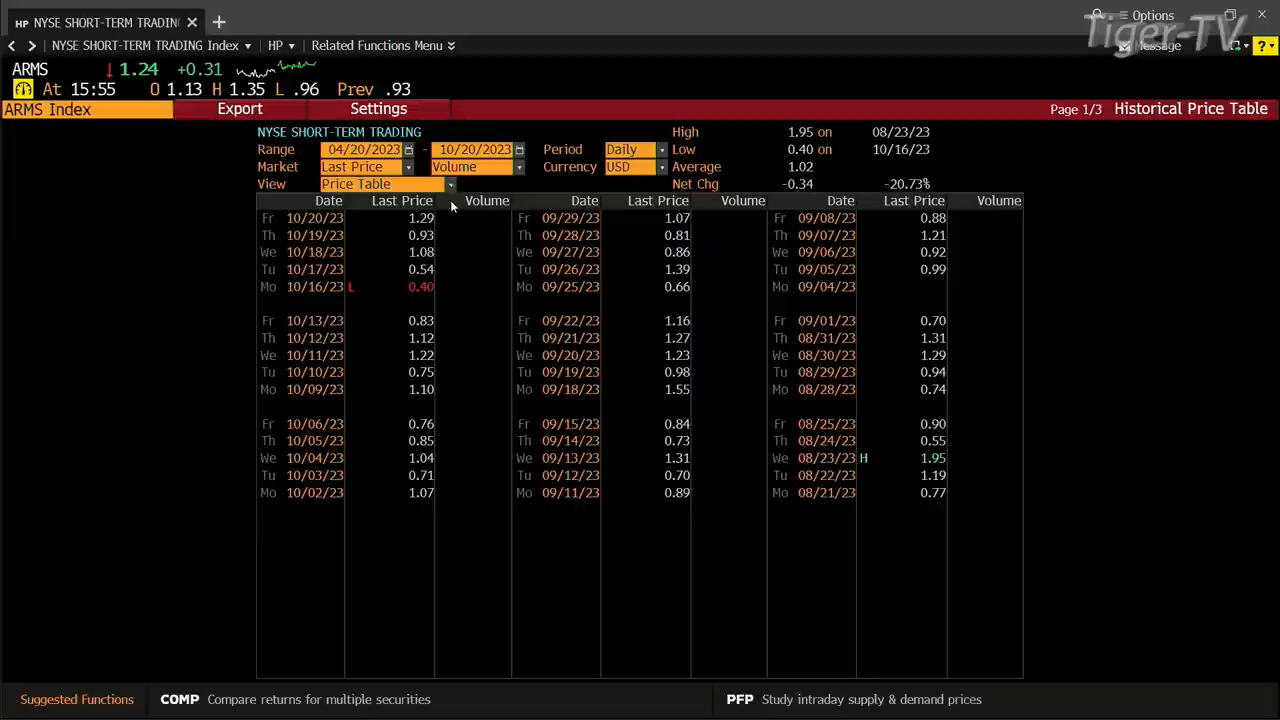 HP NYSE SHORT-TERM TRADING × +
Options
Tiger-TV
NYSE SHORT-TERM TRADING Index HP Related Functions Menu
Message
?
ARMS ↓ 1.24 +0.31
At 15:55 O 1.13 H 1.35 L .96 Prev .93
ARMS Index Export Settings Page 1/3 Historical Price Table
NYSE SHORT-TERM TRADING High 1.95 on 08/23/23
Range 04/20/2023 - 10/20/2023 Period Daily Low 0.40 on 10/16/23
Market Last Price Volume Currency USD Average 1.02
View Price Table Net Chg -0.34 -20.73%
Date Last Price Volume Date Last Price Volume Date Last Price Volume
Fr 10/20/23 1.29 Fr 09/29/23 1.07 Fr 09/08/23 0.88
Th 10/19/23 0.93 Th 09/28/23 0.81 Th 09/07/23 1.21
We 10/18/23 1.08 We 09/27/23 0.86 We 09/06/23 0.92
Tu 10/17/23 0.54 Tu 09/26/23 1.39 Tu 09/05/23 0.99
Mo 10/16/23 L 0.40 Mo 09/25/23 0.66 Mo 09/04/23
Fr 10/13/23 0.83 Fr 09/22/23 1.16 Fr 09/01/23 0.70
Th 10/12/23 1.12 Th 09/21/23 1.27 Th 08/31/23 1.31
We 10/11/23 1.22 We 09/20/23 1.23 We 08/30/23 1.29
Tu 10/10/23 0.75 Tu 09/19/23 0.98 Tu 08/29/23 0.94
Mo 10/09/23 1.10 Mo 09/18/23 1.55 Mo 08/28/23 0.74
Fr 10/06/23 0.76 Fr 09/15/23 0.84 Fr 08/25/23 0.90
Th 10/05/23 0.85 Th 09/14/23 0.73 Th 08/24/23 0.55
We 10/04/23 1.04 We 09/13/23 1.31 We 08/23/23 H 1.95
Tu 10/03/23 0.71 Tu 09/12/23 0.70 Tu 08/22/23 1.19
Mo 10/02/23 1.07 Mo 09/11/23 0.89 Mo 08/21/23 0.77
Suggested Functions COMP Compare returns for multiple securities PFP Study intraday supply & demand prices